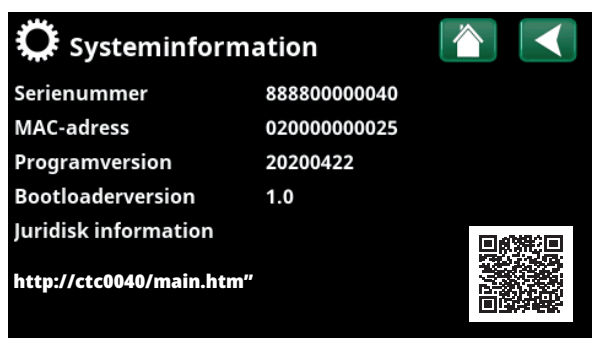 Systeminformation
Serienummer 888800000040
MAC-adress 020000000025
Programversion 20200422
Bootloaderversion 1.0
Juridisk information
http://ctc0040/main.htm”